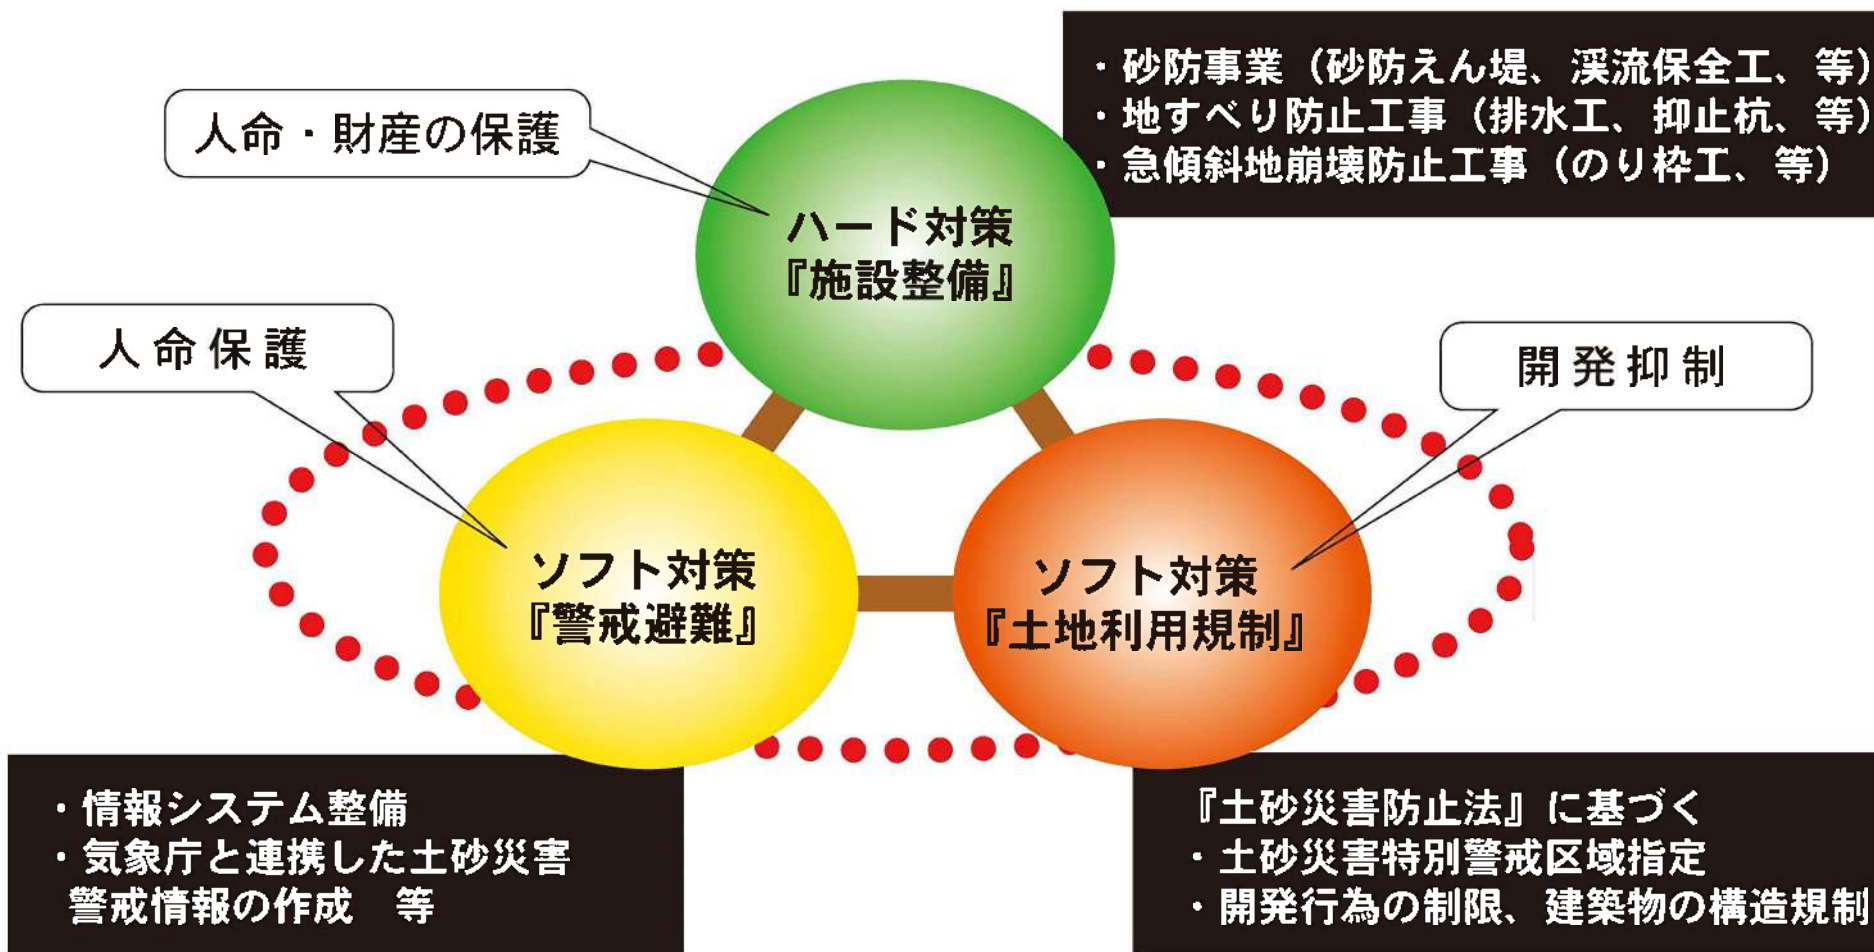 ・砂防事業（砂防えん堤、渓流保全工、等）
・地すべり防止工事（排水工、抑止杭、等）
・急傾斜地崩壊防止工事（のり枠工、等）
人命・財産の保護
ハード対策
『施設整備』
人命保護
開発抑制
ソフト対策
『警戒避難』
ソフト対策
『土地利用規制』
・情報システム整備
・気象庁と連携した土砂災害
警戒情報の作成　等
『土砂災害防止法』に基づく
・土砂災害特別警戒区域指定
・開発行為の制限、建築物の構造規制